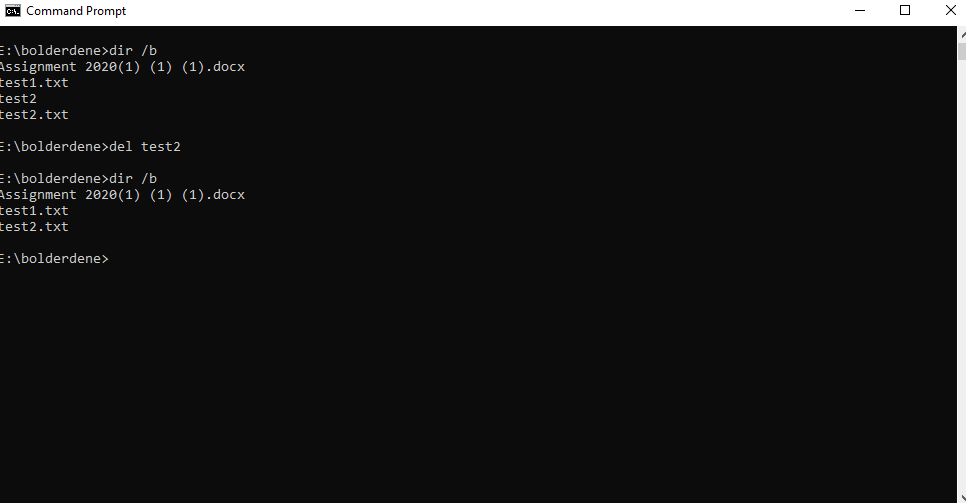 Command Prompt
E:\bolderdene>dir /b
Assignment 2020(1) (1) (1).docx
test1.txt
test2
test2.txt
E:\bolderdene>del test2
E:\bolderdene>dir /b
Assignment 2020(1) (1) (1).docx
test1.txt
test2.txt
E:\bolderdene>